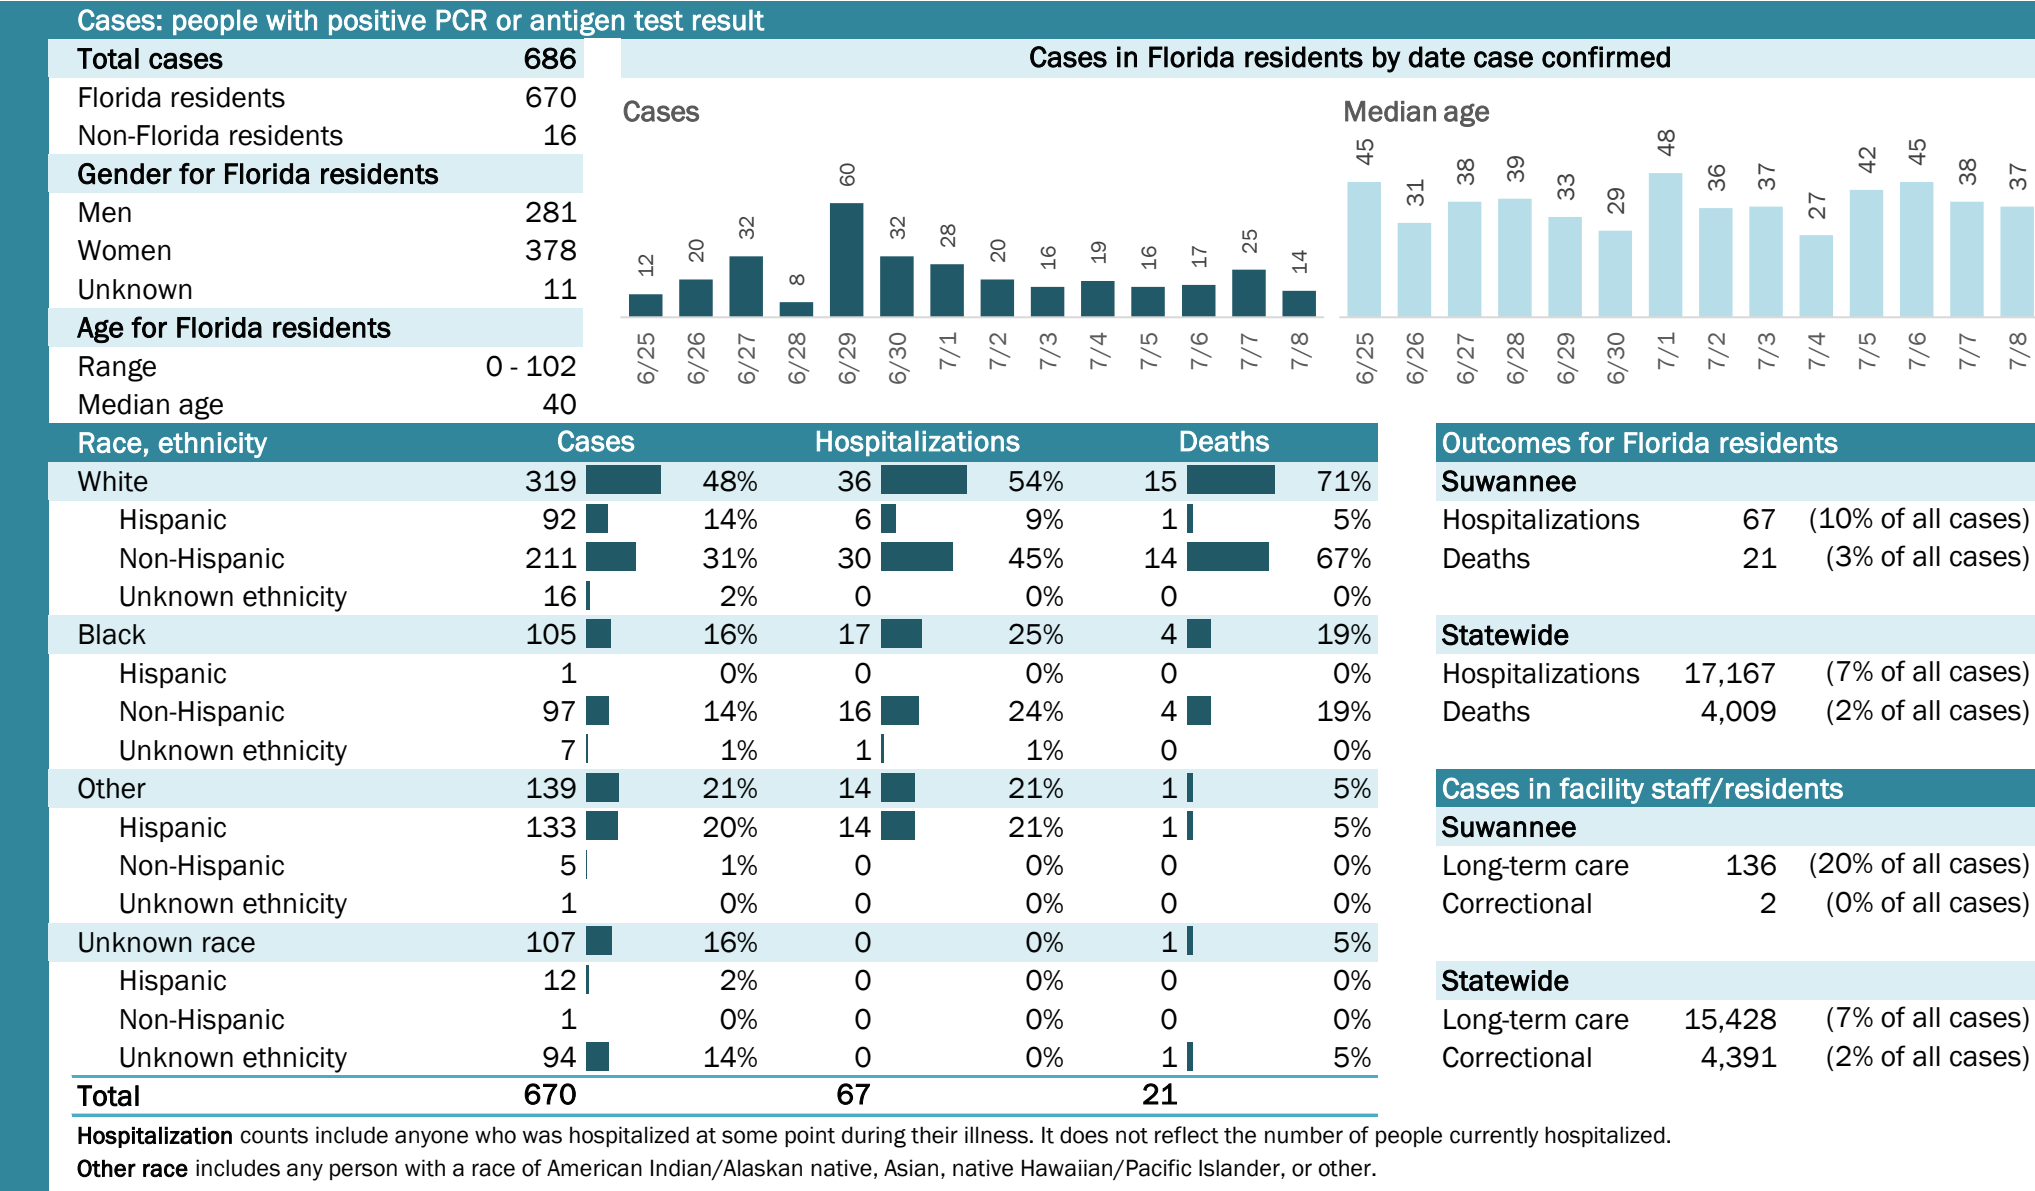 Cases: people with positive PCR or antigen test result
Total cases 686
Florida residents 670
Non-Florida residents 16
Gender for Florida residents
Men 281
Women 378
Unknown 11
Age for Florida residents
Range 0 - 102
Median age 40
Cases in Florida residents by date case confirmed
Cases
12 20 32 8 60 32 28 20 16 19 16 17 25 14
6/25 6/26 6/27 6/28 6/29 6/30 7/1 7/2 7/3 7/4 7/5 7/6 7/7 7/8
Median age
45 31 38 39 33 29 48 36 37 27 42 45 38 37
6/25 6/26 6/27 6/28 6/29 6/30 7/1 7/2 7/3 7/4 7/5 7/6 7/7 7/8
Race, ethnicity Cases Hospitalizations Deaths
White 319 48% 36 54% 15 71%
Hispanic 92 14% 6 9% 1 5%
Non-Hispanic 211 31% 30 45% 14 67%
Unknown ethnicity 16 2% 0 0% 0 0%
Black 105 16% 17 25% 4 19%
Hispanic 1 0% 0 0% 0 0%
Non-Hispanic 97 14% 16 24% 4 19%
Unknown ethnicity 7 1% 1 1% 0 0%
Other 139 21% 14 21% 1 5%
Hispanic 133 20% 14 21% 1 5%
Non-Hispanic 5 1% 0 0% 0 0%
Unknown ethnicity 1 0% 0 0% 0 0%
Unknown race 107 16% 0 0% 1 5%
Hispanic 12 2% 0 0% 0 0%
Non-Hispanic 1 0% 0 0% 0 0%
Unknown ethnicity 94 14% 0 0% 1 5%
Total 670 67 21
Outcomes for Florida residents
Suwannee
Hospitalizations 67 (10% of all cases)
Deaths 21 (3% of all cases)
Statewide
Hospitalizations 17,167 (7% of all cases)
Deaths 4,009 (2% of all cases)
Cases in facility staff/residents
Suwannee
Long-term care 136 (20% of all cases)
Correctional 2 (0% of all cases)
Statewide
Long-term care 15,428 (7% of all cases)
Correctional 4,391 (2% of all cases)
Hospitalization counts include anyone who was hospitalized at some point during their illness. It does not reflect the number of people currently hospitalized.
Other race includes any person with a race of American Indian/Alaskan native, Asian, native Hawaiian/Pacific Islander, or other.